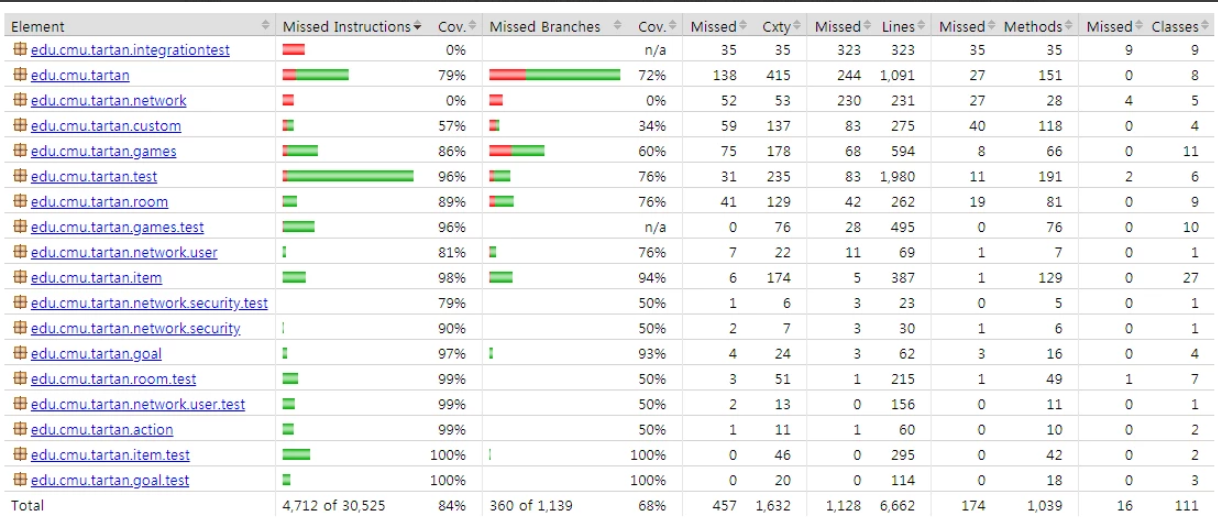 Element Missed Instructions Cov. Missed Branches Cov. Missed Cxty Missed Lines Missed Methods Missed Classes
edu.cmu.tartan.integrationtest 0% n/a 35 35 323 323 35 35 9 9
edu.cmu.tartan 79% 72% 138 415 244 1,091 27 151 0 8
edu.cmu.tartan.network 0% 0% 52 53 230 231 27 28 4 5
edu.cmu.tartan.custom 57% 34% 59 137 83 275 40 118 0 4
edu.cmu.tartan.games 86% 60% 75 178 68 594 8 66 0 11
edu.cmu.tartan.test 96% 76% 31 235 83 1,980 11 191 2 6
edu.cmu.tartan.room 89% 76% 41 129 42 262 19 81 0 9
edu.cmu.tartan.games.test 96% n/a 0 76 28 495 0 76 0 10
edu.cmu.tartan.network.user 81% 76% 7 22 11 69 1 7 0 1
edu.cmu.tartan.item 98% 94% 6 174 5 387 1 129 0 27
edu.cmu.tartan.network.security.test 79% 50% 1 6 3 23 0 5 0 1
edu.cmu.tartan.network.security 90% 50% 2 7 3 30 1 6 0 1
edu.cmu.tartan.goal 97% 93% 4 24 3 62 3 16 0 4
edu.cmu.tartan.room.test 99% 50% 3 51 1 215 1 49 1 7
edu.cmu.tartan.network.user.test 99% 50% 2 13 0 156 0 11 0 1
edu.cmu.tartan.action 99% 50% 1 11 1 60 0 10 0 2
edu.cmu.tartan.item.test 100% 100% 0 46 0 295 0 42 0 2
edu.cmu.tartan.goal.test 100% 100% 0 20 0 114 0 18 0 3
Total 4,712 of 30,525 84% 360 of 1,139 68% 457 1,632 1,128 6,662 174 1,039 16 111